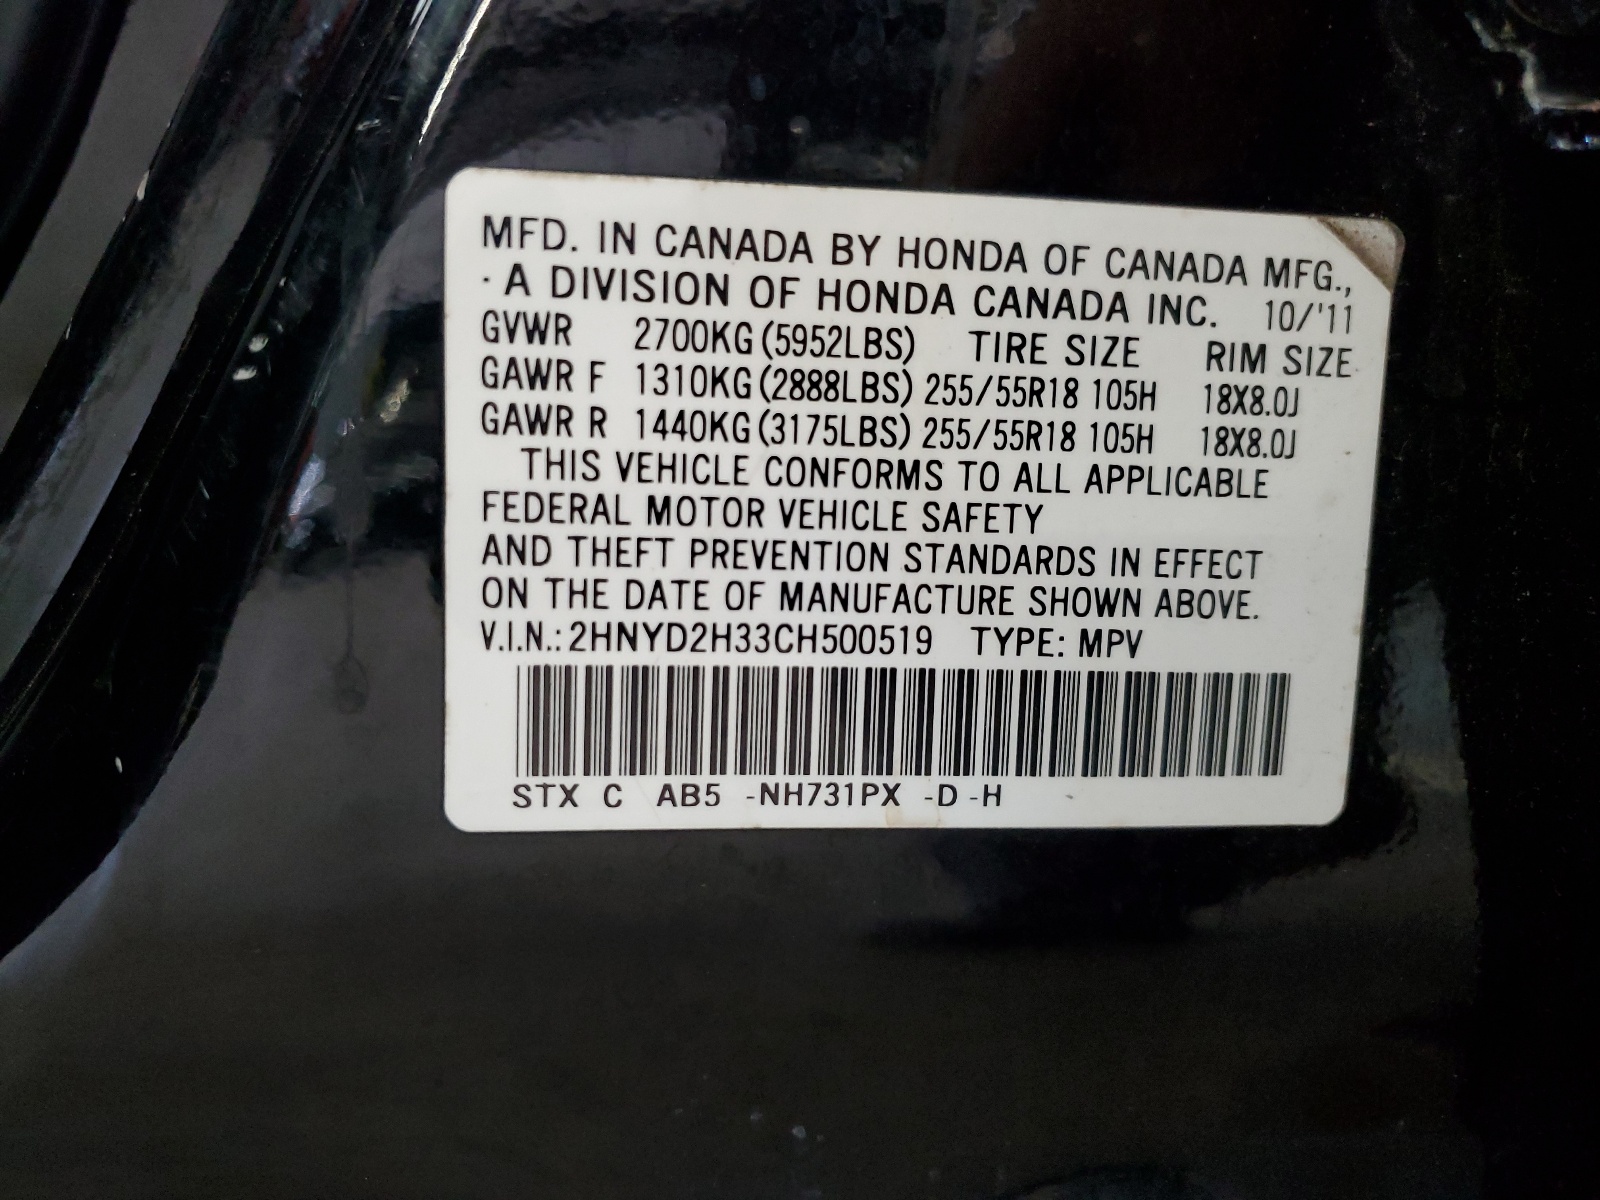 MFD. IN CANADA BY HONDA OF CANADA MFG.,
· A DIVISION OF HONDA CANADA INC. 10/'11
GVWR 2700KG (5952LBS) TIRE SIZE RIM SIZE
GAWR F 1310KG (2888LBS) 255/55R18 105H 18X8.0J
GAWR R 1440KG (3175LBS) 255/55R18 105H 18X8.0J
THIS VEHICLE CONFORMS TO ALL APPLICABLE
FEDERAL MOTOR VEHICLE SAFETY
AND THEFT PREVENTION STANDARDS IN EFFECT
ON THE DATE OF MANUFACTURE SHOWN ABOVE.
V.I.N.: 2HNYD2H33CH500519 TYPE: MPV
STX C AB5 -NH731PX -D -H